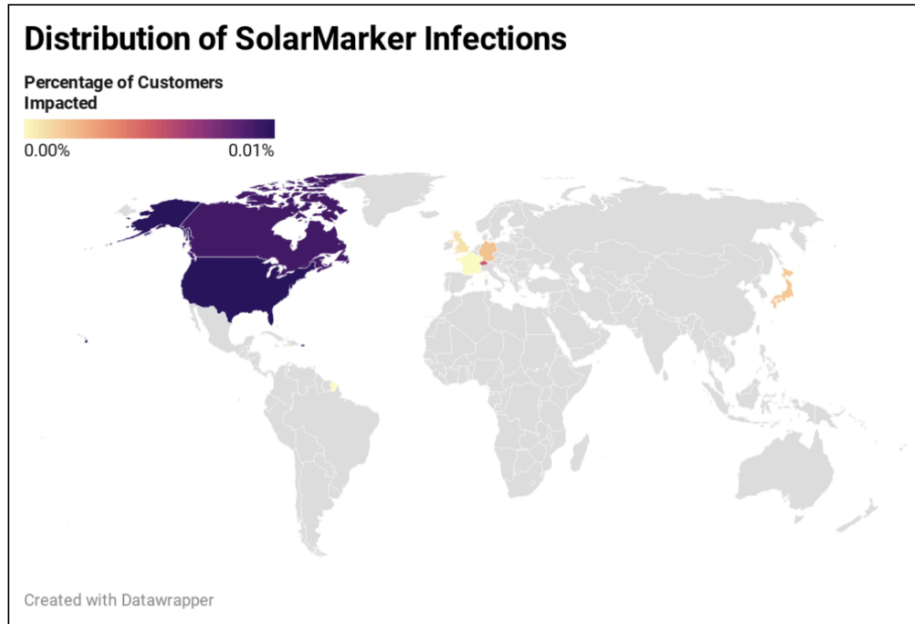 Distribution of SolarMarker Infections
Percentage of Customers
Impacted
0.00% 0.01%
Created with Datawrapper